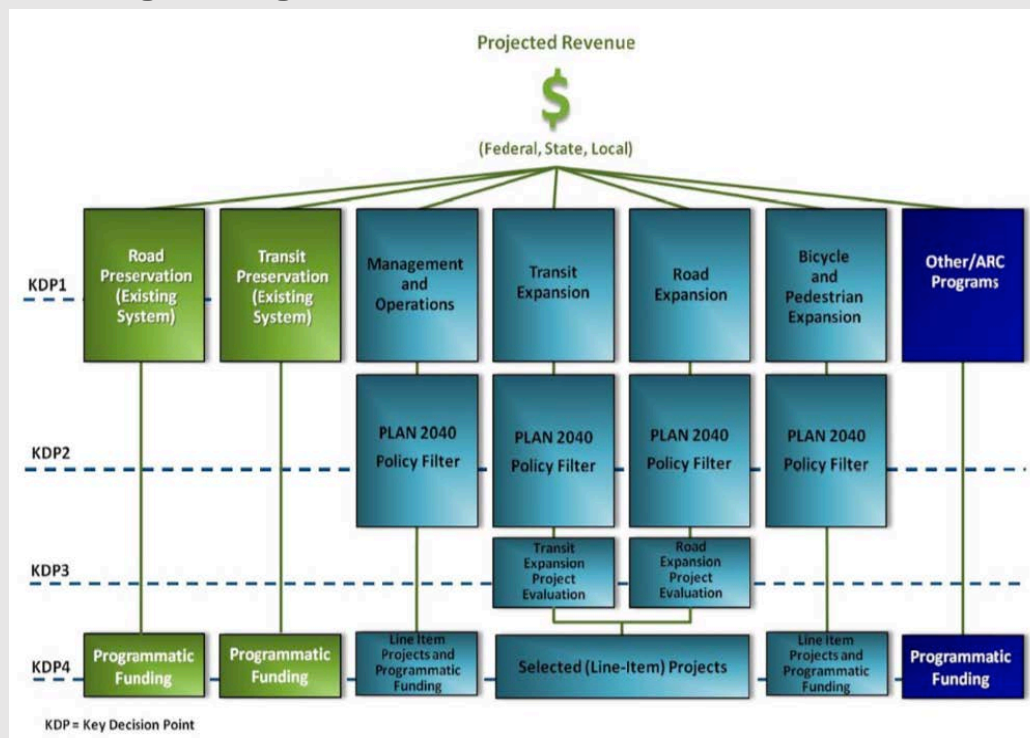 Projected Revenue
$
(Federal, State, Local)
KDP1
Road
Preservation
(Existing
System)
Transit
Preservation
(Existing
System)
Management
and
Operations
Transit
Expansion
Road
Expansion
Bicycle
and
Pedestrian
Expansion
Other/ARC
Programs
KDP2
PLAN 2040
Policy Filter
PLAN 2040
Policy Filter
PLAN 2040
Policy Filter
PLAN 2040
Policy Filter
KDP3
Transit
Expansion
Project
Evaluation
Road
Expansion
Project
Evaluation
KDP4
Programmatic
Funding
Programmatic
Funding
Line Item
Projects and
Programmatic
Funding
Selected (Line-Item) Projects
Line Item
Projects and
Programmatic
Funding
Programmatic
Funding
KDP = Key Decision Point